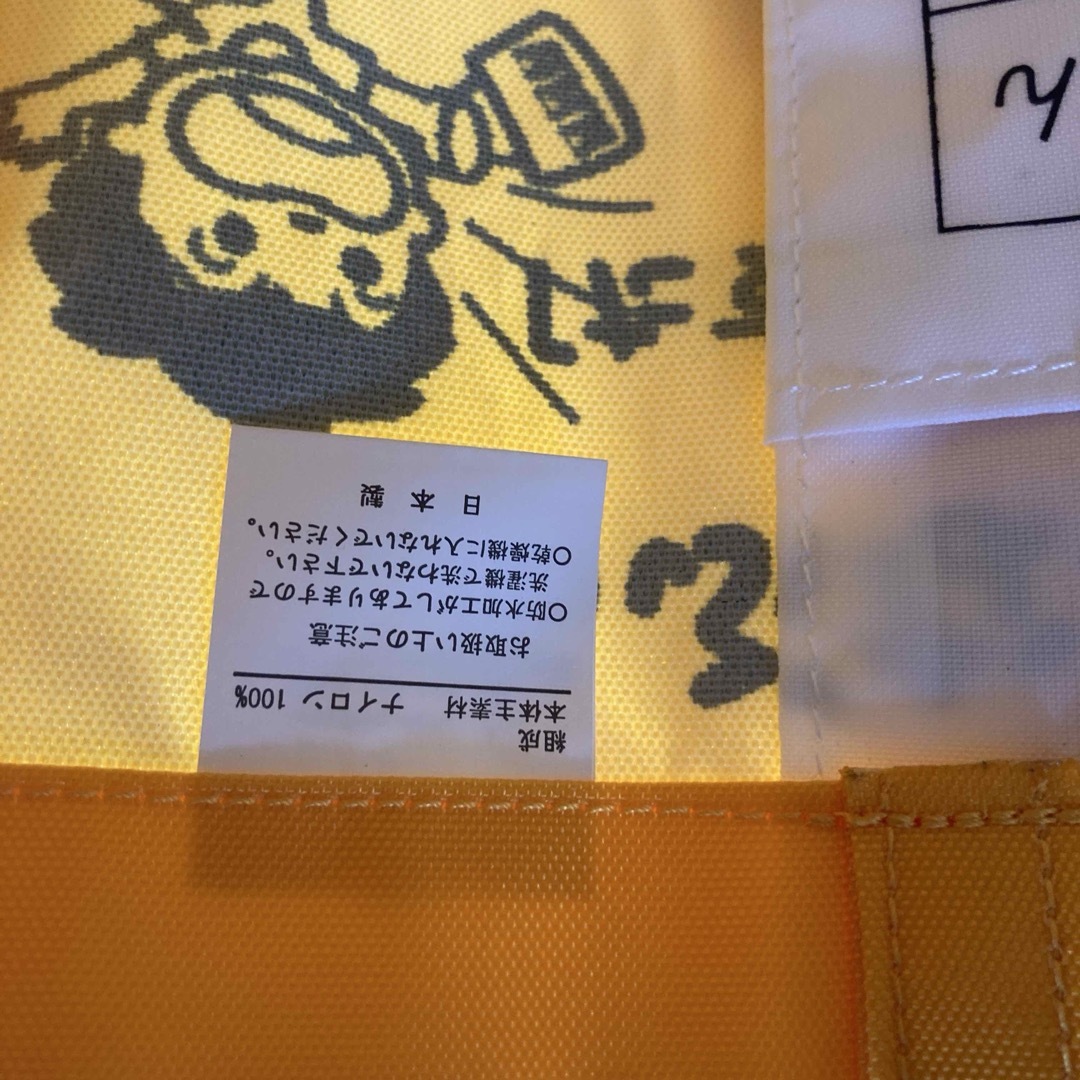 組成
本体主素材　ナイロン 100%
お取扱い上のご注意
○防水加工がしてありますので
洗濯機で洗わないで下さい。
○乾燥機に入れないでください。
日本製